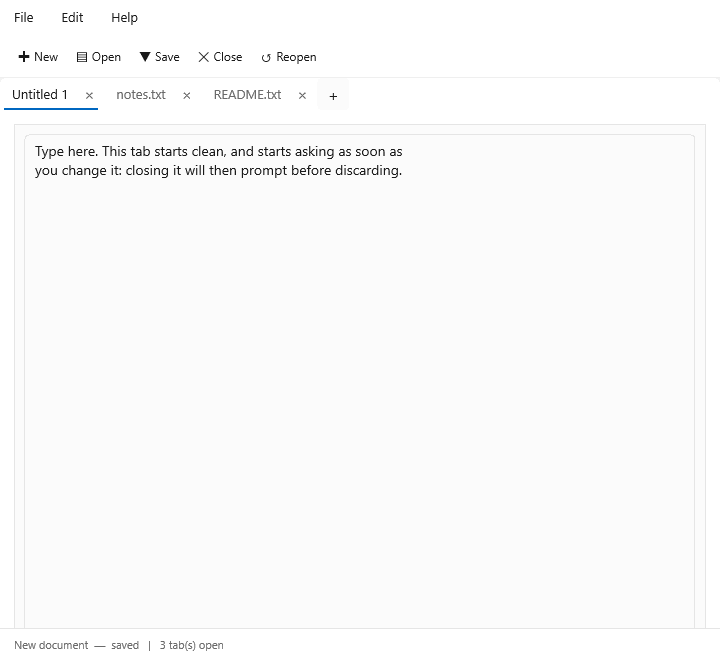 File Edit Help
New Open Save Close Reopen
Untitled 1 × notes.txt × README.txt × +
Type here. This tab starts clean, and starts asking as soon as
you change it: closing it will then prompt before discarding.
New document — saved | 3 tab(s) open